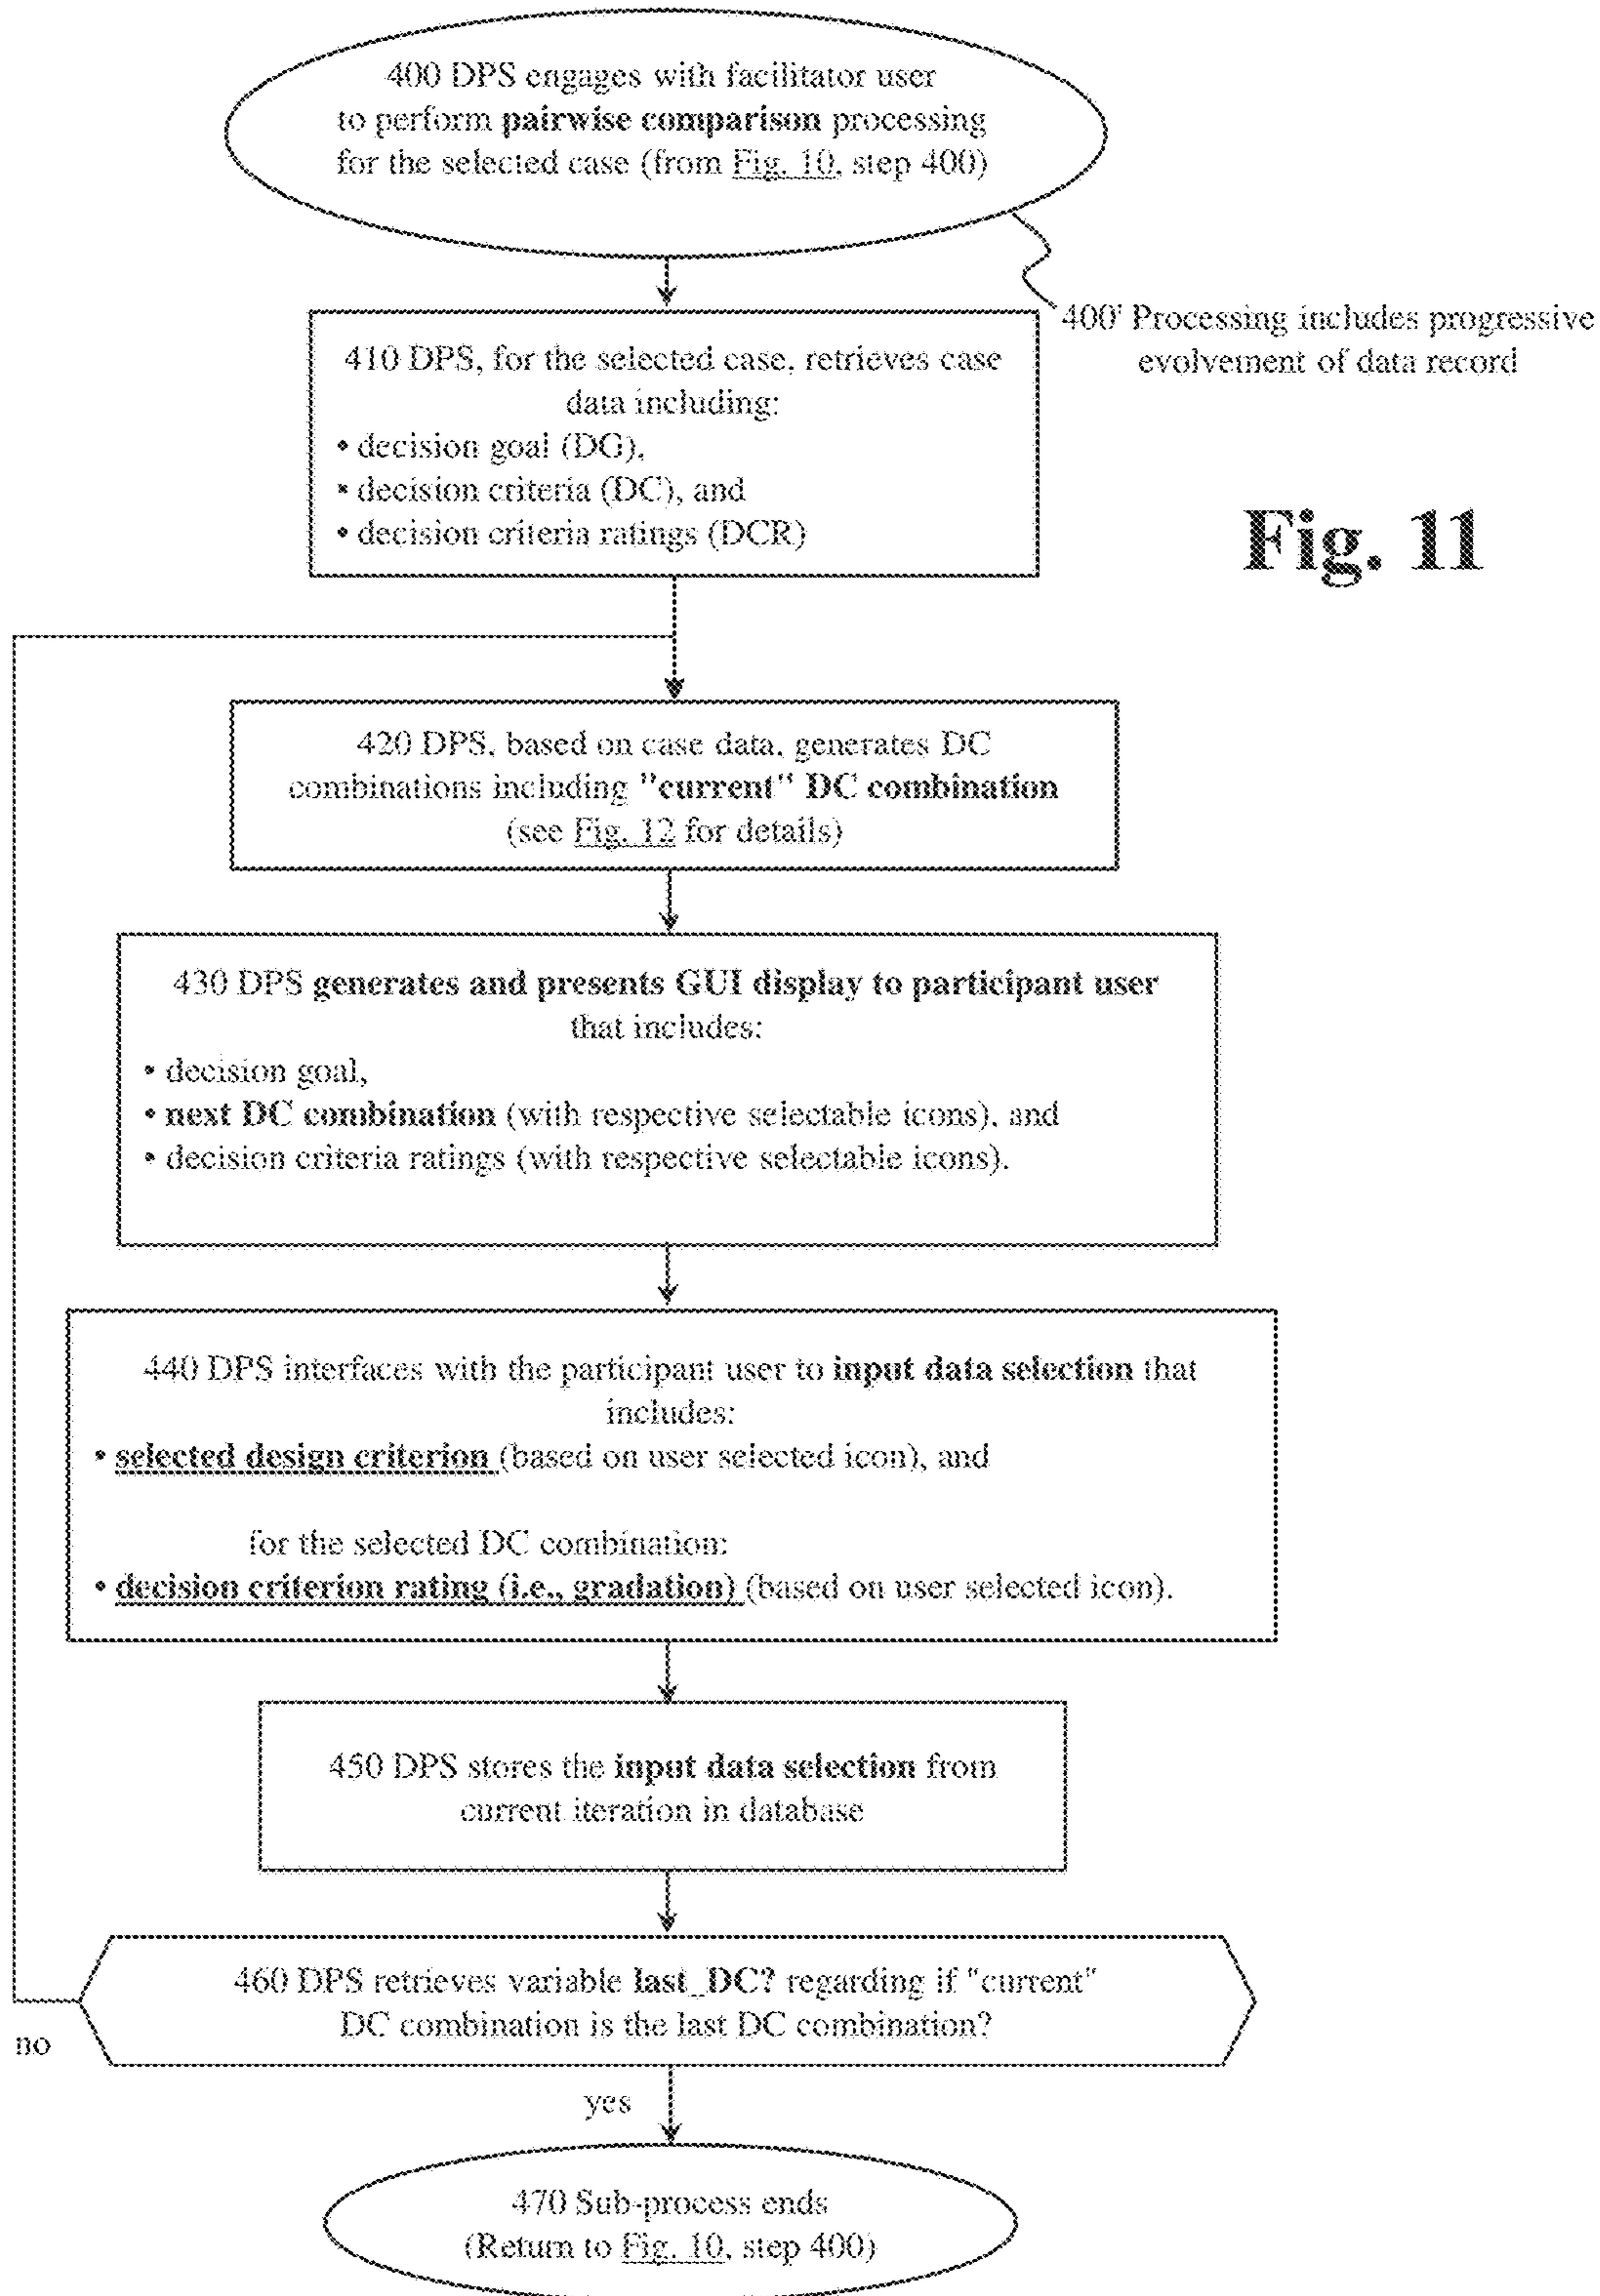 400 DPS engages with facilitator user
to perform pairwise comparison processing
for the selected case (from Fig. 10, step 400)
400' Processing includes progressive
evolvement of data record
410 DPS, for the selected case, retrieves case
data including:
• decision goal (DG),
• decision criteria (DC), and
• decision criteria ratings (DCR)
Fig. 11
420 DPS, based on case data, generates DC
combinations including "current" DC combination
(see Fig. 12 for details)
430 DPS generates and presents GUI display to participant user
that includes:
• decision goal,
• next DC combination (with respective selectable icons), and
• decision criteria ratings (with respective selectable icons).
440 DPS interfaces with the participant user to input data selection that
includes:
• selected design criterion (based on user selected icon), and
for the selected DC combination:
• decision criterion rating (i.e., gradation) (based on user selected icon).
450 DPS stores the input data selection from
current iteration in database
460 DPS retrieves variable last_DC? regarding if "current"
DC combination is the last DC combination?
no
yes
470 Sub-process ends
(Return to Fig. 10, step 400)